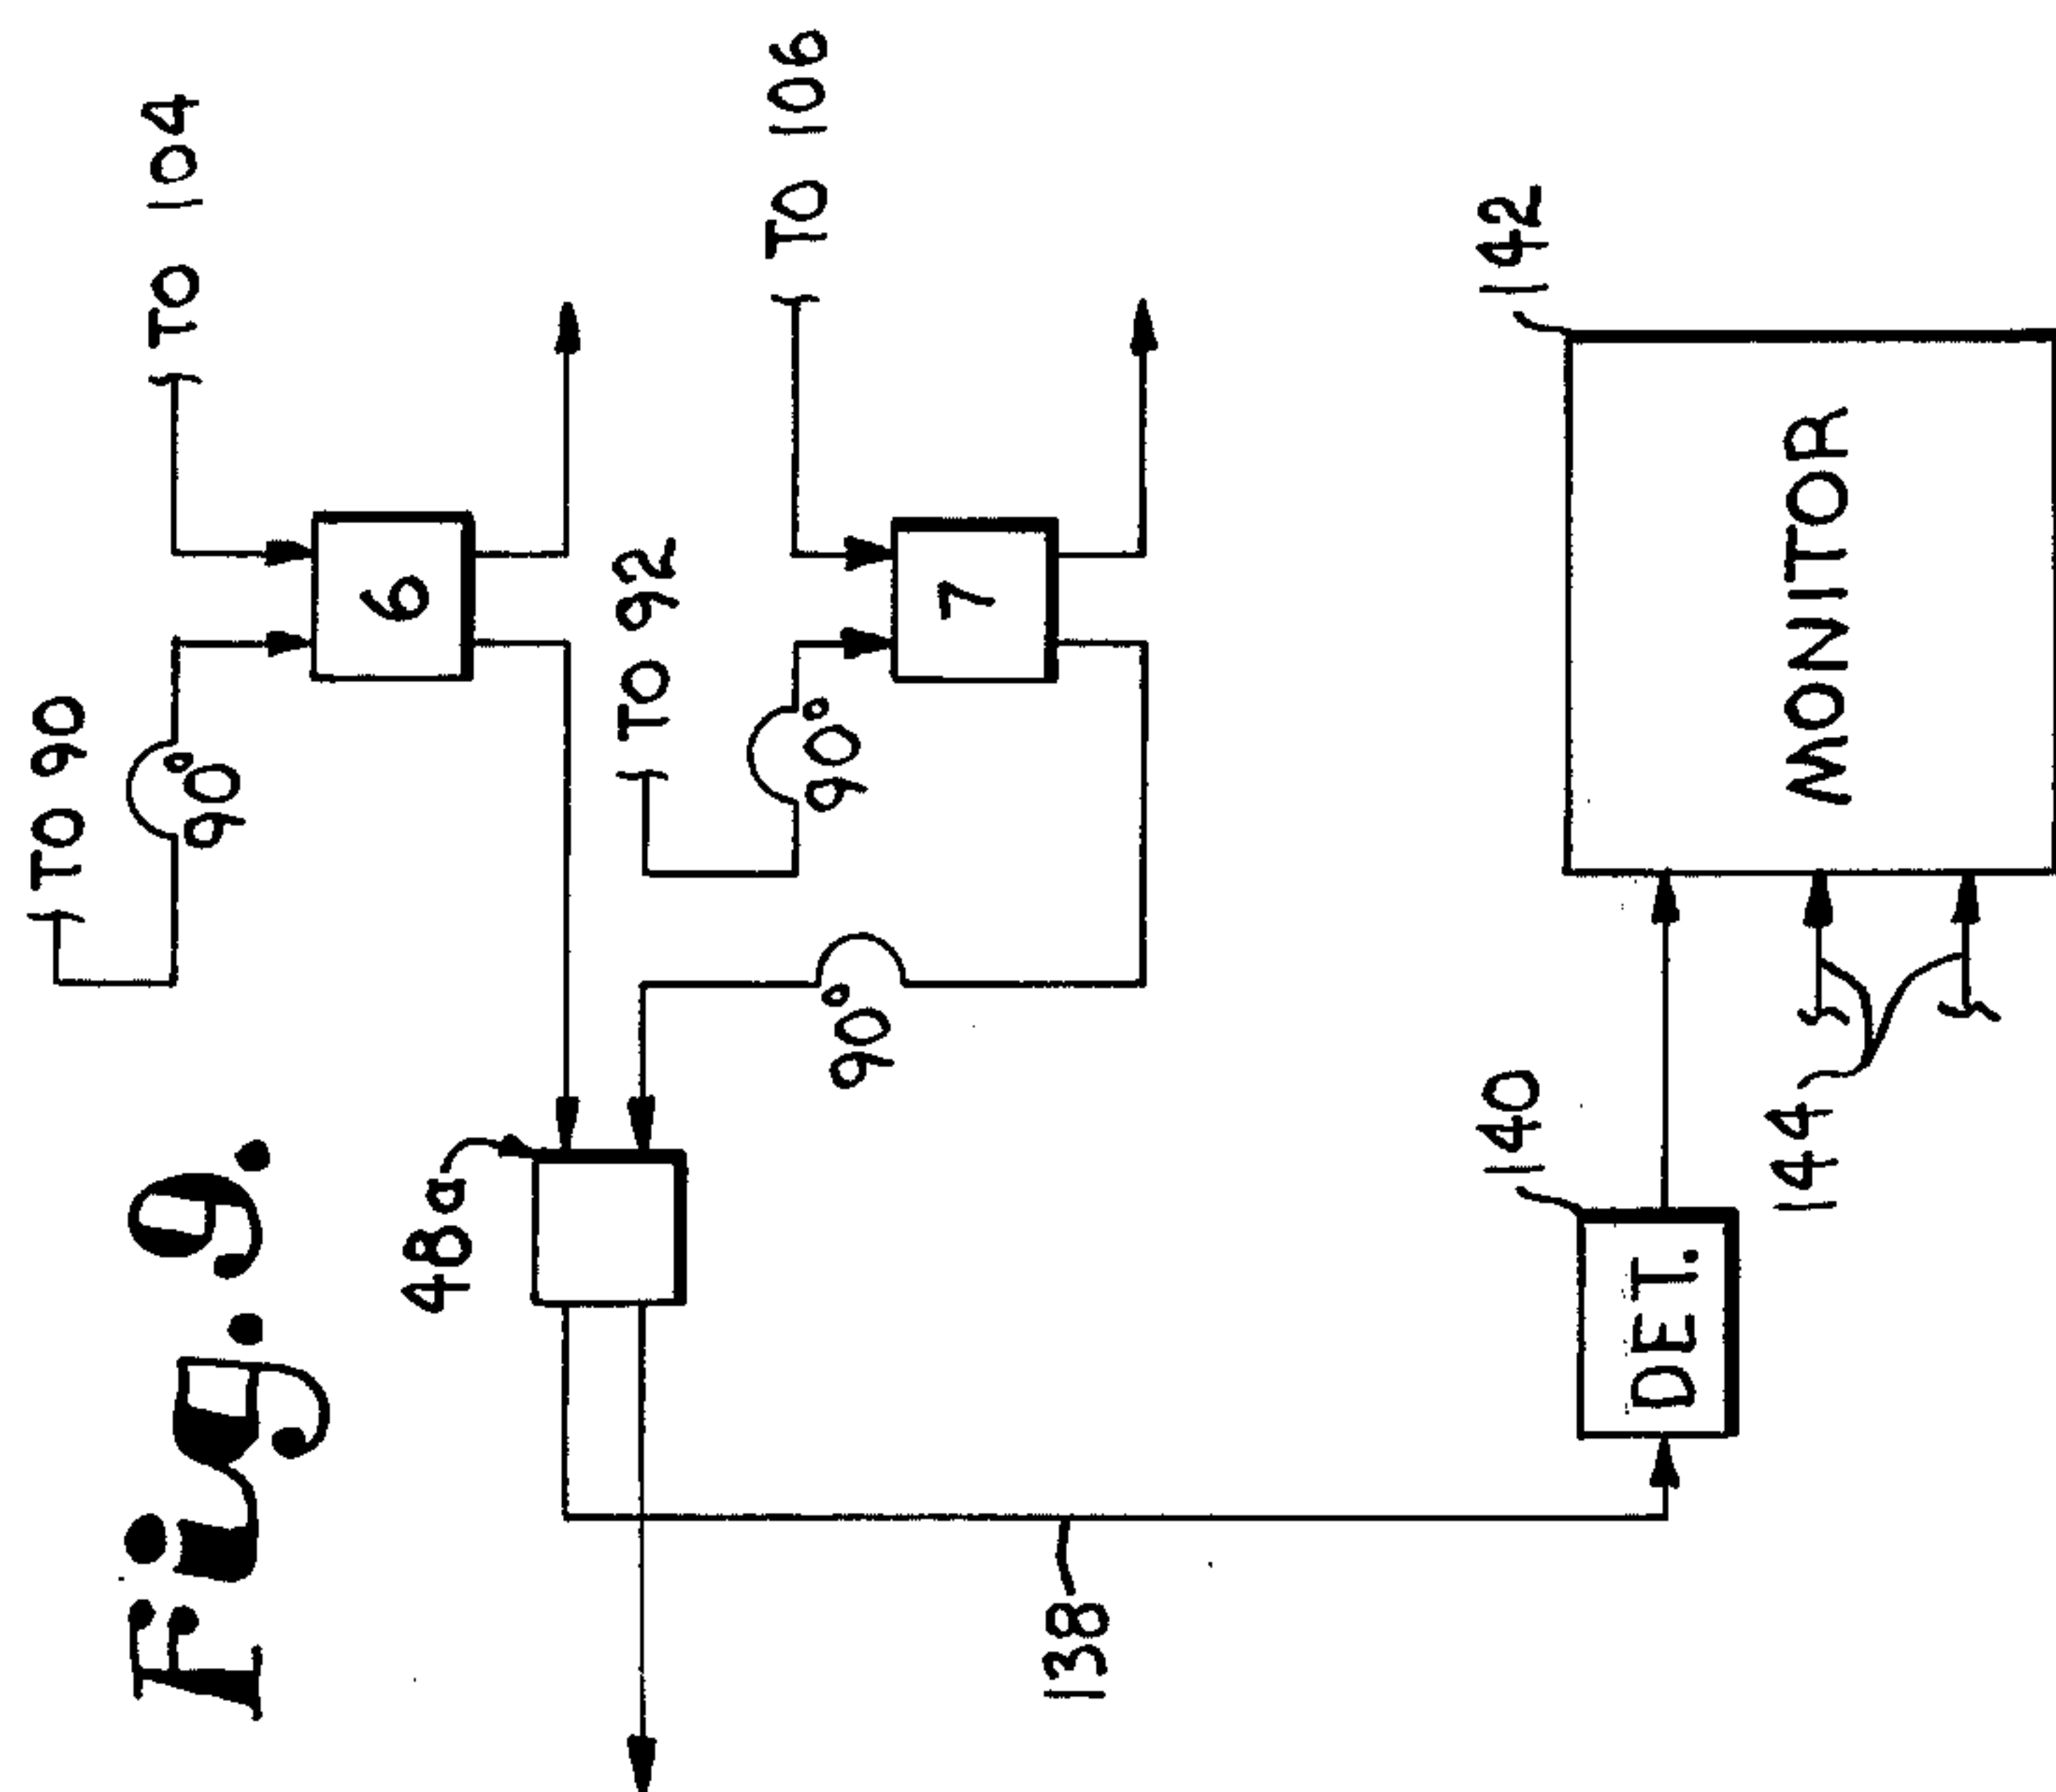 Fig. 9.
TO 90
90°
TO 104
6
TO 92
90°
TO 106
7
90°
48a
138
140
DET.
142
MONITOR
144